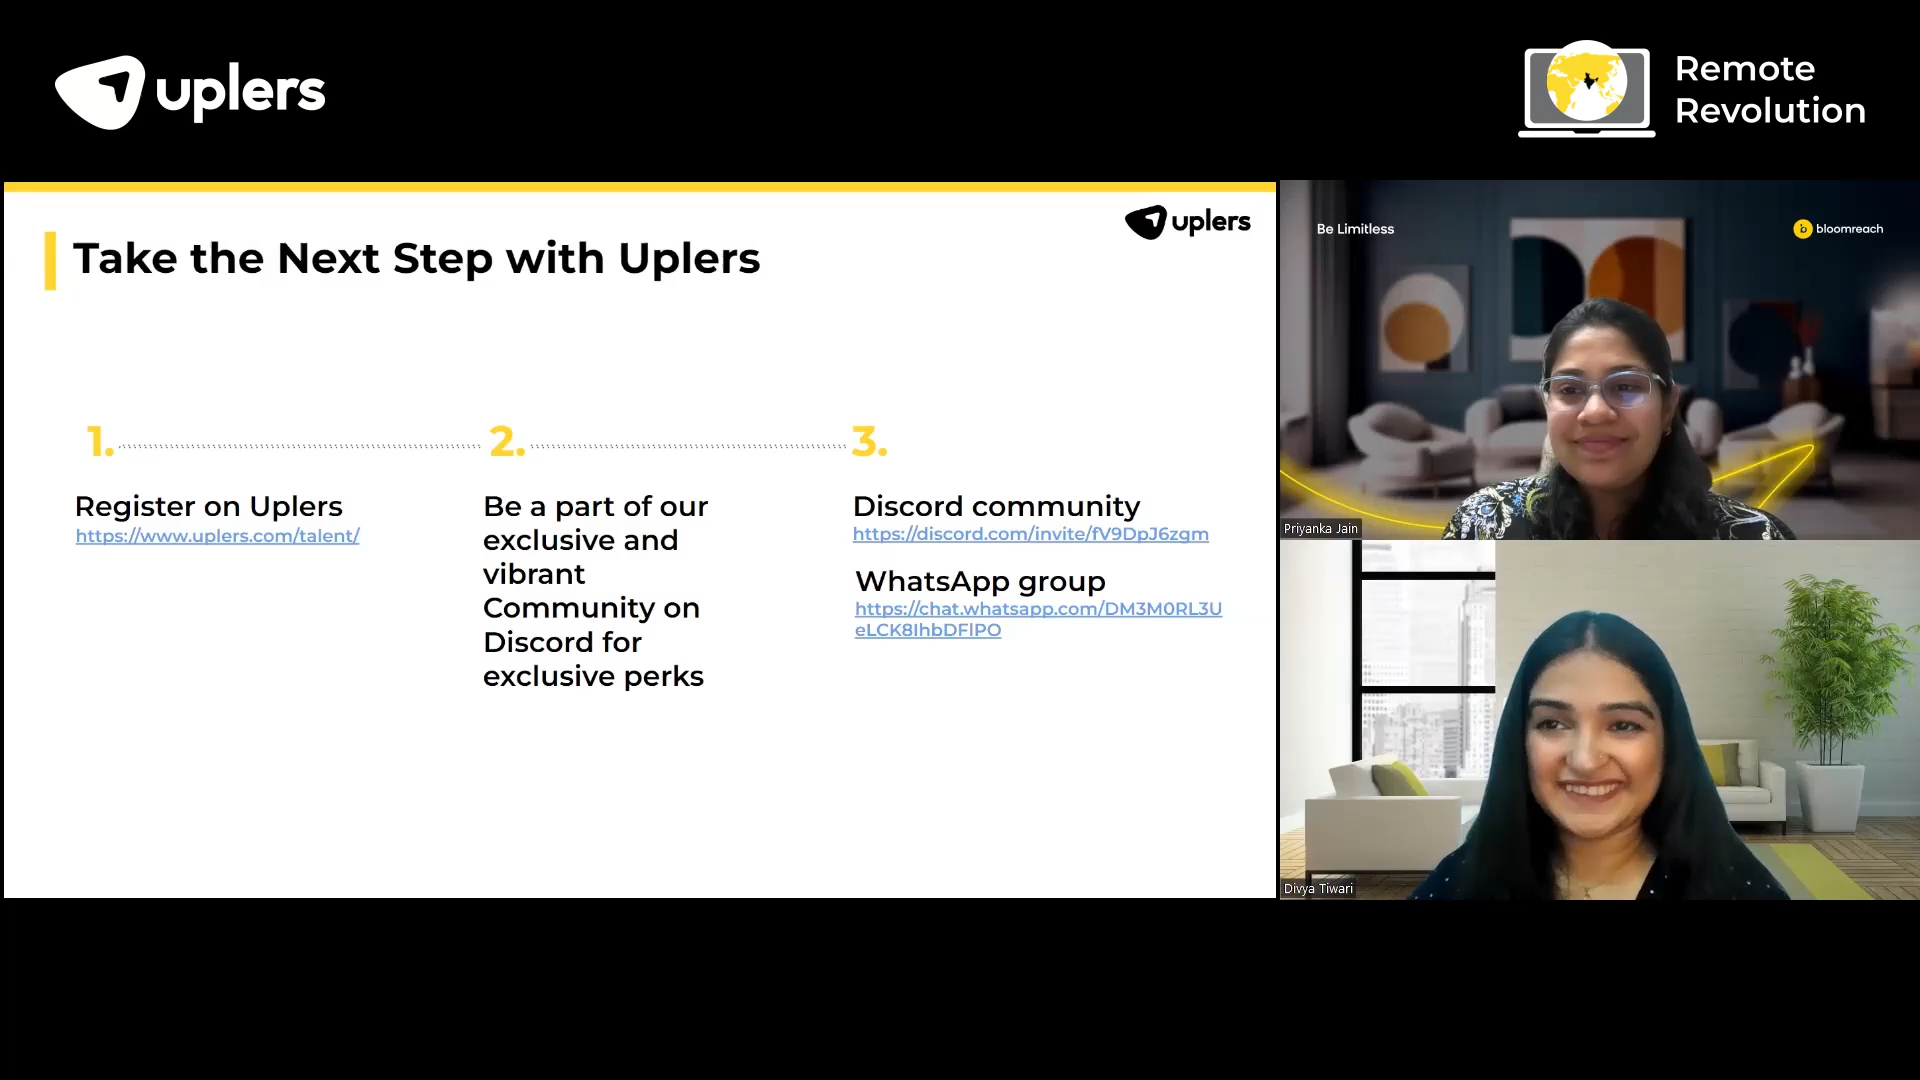 uplers
Remote
Revolution
uplers
Take the Next Step with Uplers
1.
Register on Uplers
https://www.uplers.com/talent/
2.
Be a part of our
exclusive and
vibrant
Community on
Discord for
exclusive perks
3.
Discord community
https://discord.com/invite/fV9DpJ6zgm
WhatsApp group
https://chat.whatsapp.com/DM3M0RL3U
eLCK8IhbDFlPO
Be Limitless
bloomreach
Priyanka Jain
Divya Tiwari